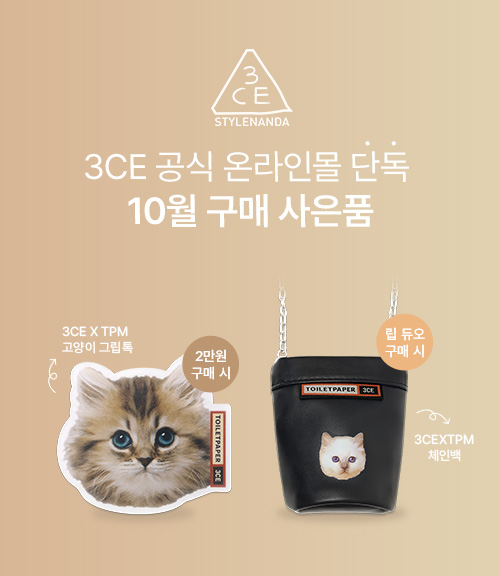 3
CE
STYLENANDA
3CE 공식 온라인몰 단독
10월 구매 사은품
3CE X TPM
고양이 그립톡
2만원
구매 시
TOILETPAPER 3CE
립 듀오
구매 시
TOILETPAPER 3CE
3CEXTPM
체인백